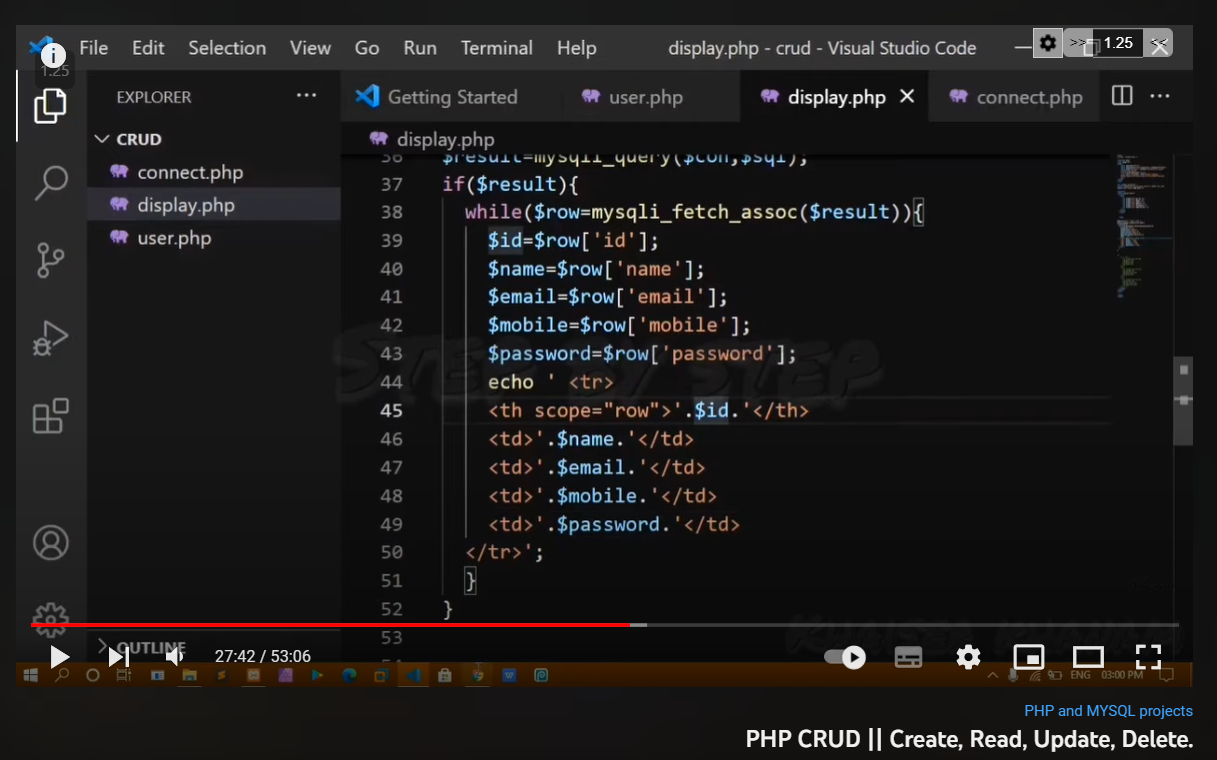 File Edit Selection View Go Run Terminal Help display.php - crud - Visual Studio Code >> 1.25 <<
1.25
EXPLORER ... Getting Started user.php display.php connect.php ...
CRUD display.php
connect.php
display.php
user.php
36 $result=mysqli_query($con,$sql);
37 if($result){
38 while($row=mysqli_fetch_assoc($result)){
39 $id=$row['id'];
40 $name=$row['name'];
41 $email=$row['email'];
42 $mobile=$row['mobile'];
43 $password=$row['password'];
44 echo ' <tr>
45 <th scope="row">'.$id.'</th>
46 <td>'.$name.'</td>
47 <td>'.$email.'</td>
48 <td>'.$mobile.'</td>
49 <td>'.$password.'</td>
50 </tr>';
51 }
52 }
53
STEP BY STEP
OUTLINE
27:42 / 53:06
ENG 03:00 PM
PHP and MYSQL projects
PHP CRUD || Create, Read, Update, Delete.